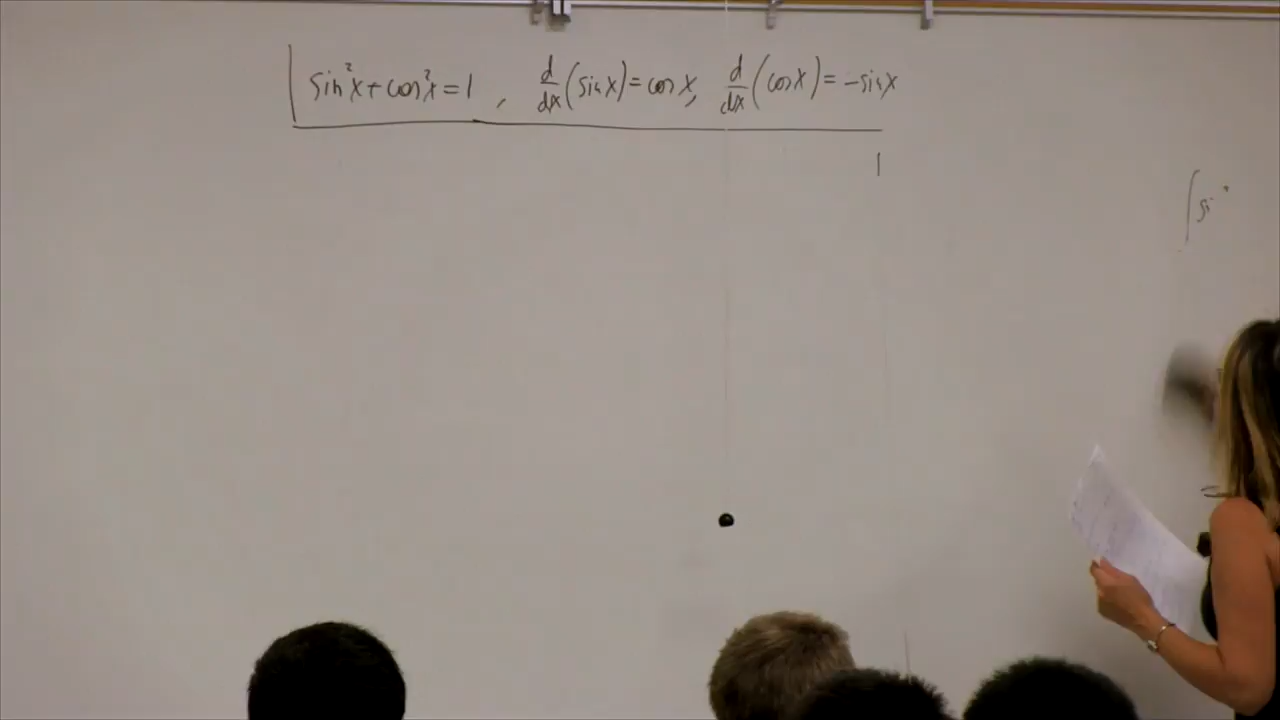 sin²x + cos²x = 1 , d/dx (sin x) = cos x, d/dx (cos x) = -sin x